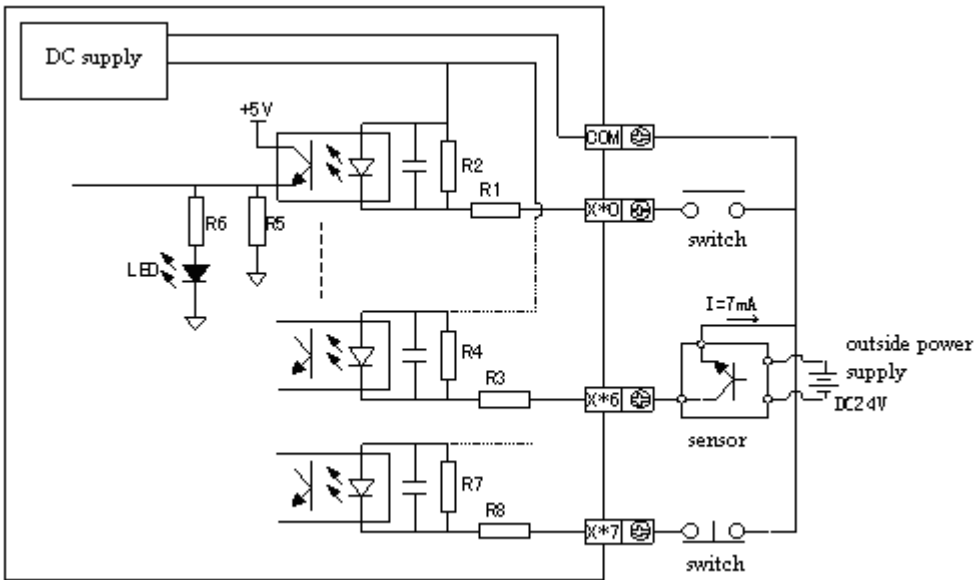 DC supply
+5V
COM
R2
R1
X*0
R6
R5
switch
LED
I=7mA
R4
outside power
supply
R3
X*6
DC24V
sensor
R7
R8
X*7
switch